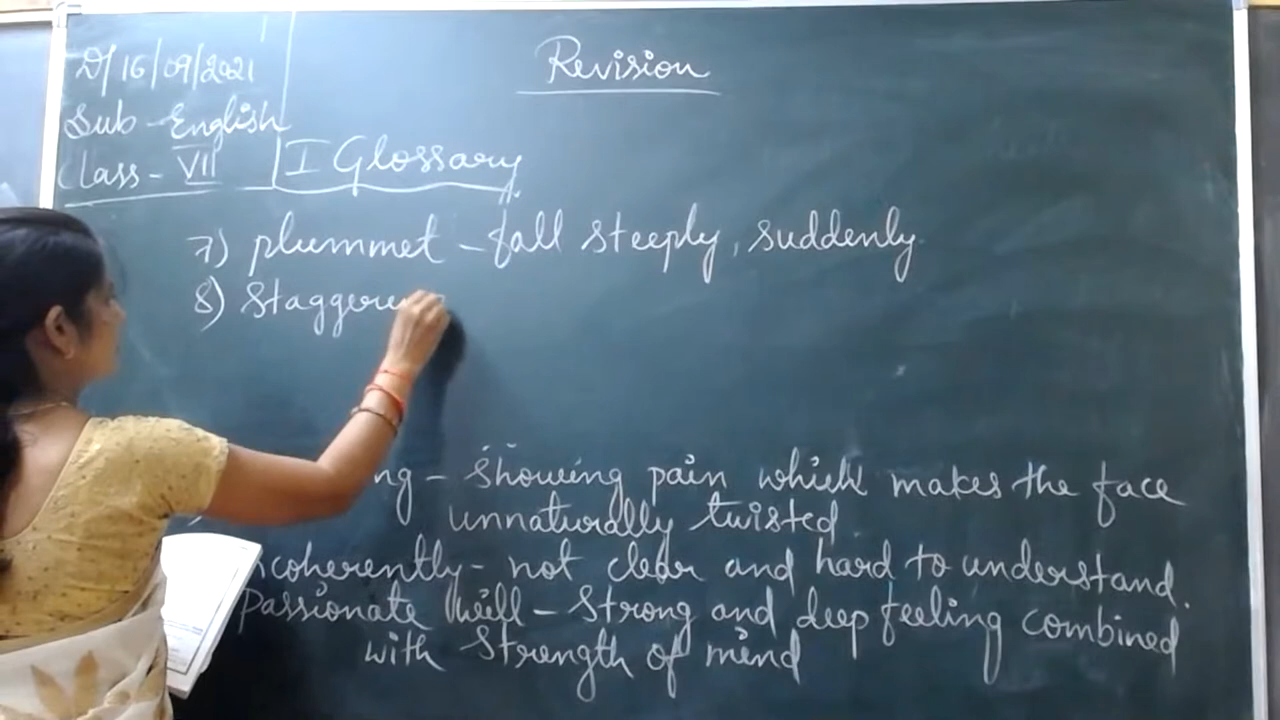 D/16/09/2021
Sub - English
Class - VII
Revision
I Glossary
7) plummet - fall steeply, suddenly
8) Staggere
ng - showing pain which makes the face
unnaturally twisted
coherently - not clear and hard to understand.
passionate will - strong and deep feeling combined
with strength of mind